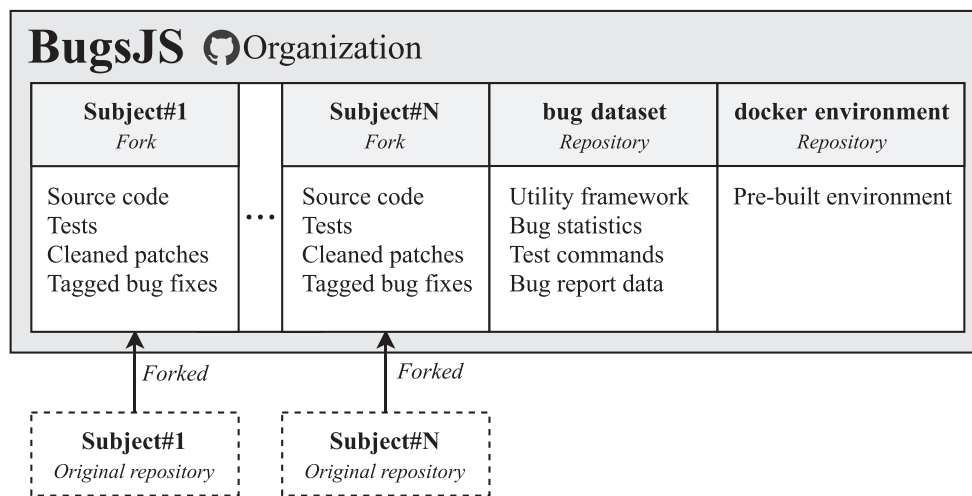 BugsJS Organization
Subject#1
Fork
Source code
Tests
Cleaned patches
Tagged bug fixes
...
Subject#N
Fork
Source code
Tests
Cleaned patches
Tagged bug fixes
bug dataset
Repository
Utility framework
Bug statistics
Test commands
Bug report data
docker environment
Repository
Pre-built environment
Forked
Forked
Subject#1
Original repository
Subject#N
Original repository